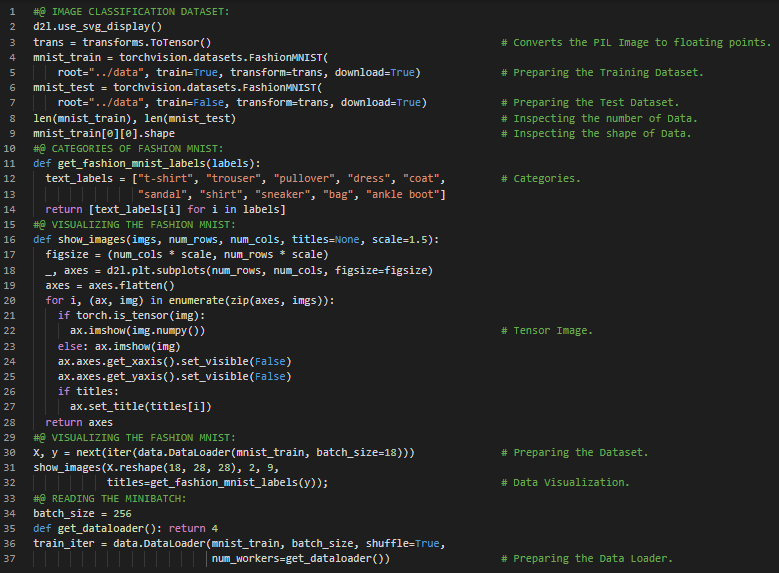 1 #@ IMAGE CLASSIFICATION DATASET:
2 d2l.use_svg_display()
3 trans = transforms.ToTensor() # Converts the PIL Image to floating points.
4 mnist_train = torchvision.datasets.FashionMNIST(
5 root="../data", train=True, transform=trans, download=True) # Preparing the Training Dataset.
6 mnist_test = torchvision.datasets.FashionMNIST(
7 root="../data", train=False, transform=trans, download=True) # Preparing the Test Dataset.
8 len(mnist_train), len(mnist_test) # Inspecting the number of Data.
9 mnist_train[0][0].shape # Inspecting the shape of Data.
10 #@ CATEGORIES OF FASHION MNIST:
11 def get_fashion_mnist_labels(labels):
12 text_labels = ["t-shirt", "trouser", "pullover", "dress", "coat", # Categories.
13 "sandal", "shirt", "sneaker", "bag", "ankle boot"]
14 return [text_labels[i] for i in labels]
15 #@ VISUALIZING THE FASHION MNIST:
16 def show_images(imgs, num_rows, num_cols, titles=None, scale=1.5):
17 figsize = (num_cols * scale, num_rows * scale)
18 _, axes = d2l.plt.subplots(num_rows, num_cols, figsize=figsize)
19 axes = axes.flatten()
20 for i, (ax, img) in enumerate(zip(axes, imgs)):
21 if torch.is_tensor(img):
22 ax.imshow(img.numpy()) # Tensor Image.
23 else: ax.imshow(img)
24 ax.axes.get_xaxis().set_visible(False)
25 ax.axes.get_yaxis().set_visible(False)
26 if titles:
27 ax.set_title(titles[i])
28 return axes
29 #@ VISUALIZING THE FASHION MNIST:
30 X, y = next(iter(data.DataLoader(mnist_train, batch_size=18))) # Preparing the Dataset.
31 show_images(X.reshape(18, 28, 28), 2, 9,
32 titles=get_fashion_mnist_labels(y)); # Data Visualization.
33 #@ READING THE MINIBATCH:
34 batch_size = 256
35 def get_dataloader(): return 4
36 train_iter = data.DataLoader(mnist_train, batch_size, shuffle=True,
37 num_workers=get_dataloader()) # Preparing the Data Loader.